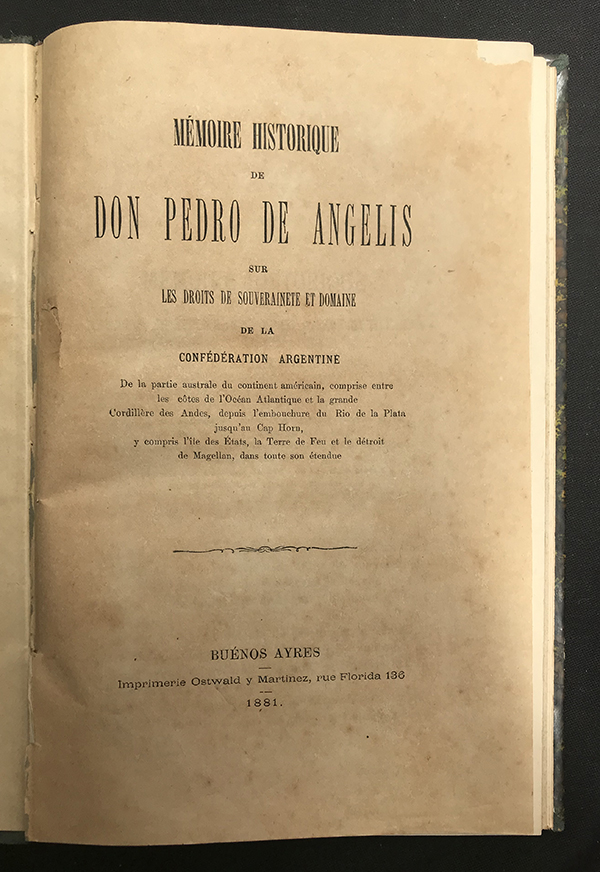 MÉMOIRE HISTORIQUE
DE
DON PEDRO DE ANGELIS
SUR
LES DROITS DE SOUVERAINETE ET DOMAINE
DE LA
CONFÉDÉRATION ARGENTINE
De la partie australe du continent américain, comprise entre
les côtes de l'Océan Atlantique et la grande
Cordillère des Andes, depuis l'embouchure du Rio de la Plata
jusqu'au Cap Horn,
y compris l'île des États, la Terre de Feu et le détroit
de Magellan, dans toute son étendue
BUÉNOS AYRES
Imprimerie Ostwald y Martinez, rue Florida 136
1881.